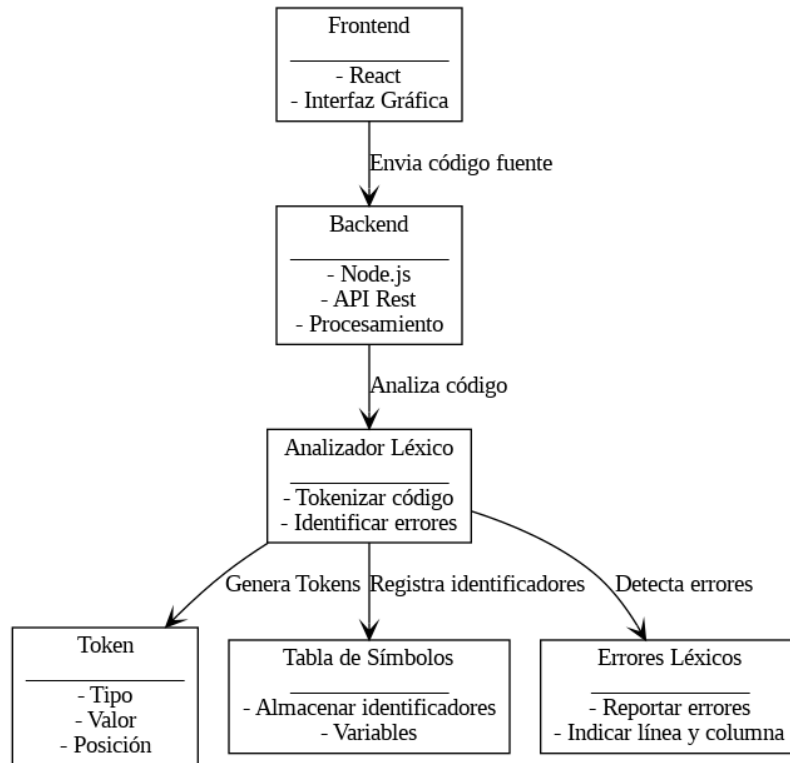 Frontend
- React
- Interfaz Gráfica
Envia código fuente
Backend
- Node.js
- API Rest
- Procesamiento
Analiza código
Analizador Léxico
- Tokenizar código
- Identificar errores
Genera Tokens
Registra identificadores
Detecta errores
Token
- Tipo
- Valor
- Posición
Tabla de Símbolos
- Almacenar identificadores
- Variables
Errores Léxicos
- Reportar errores
- Indicar línea y columna